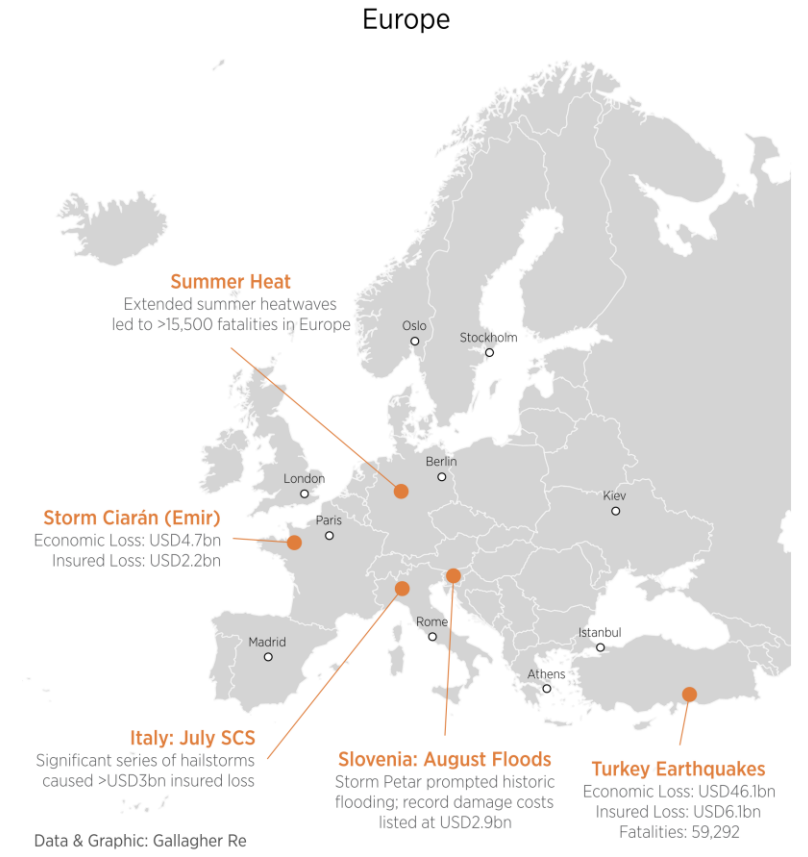 Europe
Summer Heat
Extended summer heatwaves
led to >15,500 fatalities in Europe
Oslo
Stockholm
Berlin
London
Kiev
Storm Ciarán (Emir)
Economic Loss: USD4.7bn
Insured Loss: USD2.2bn
Paris
Rome
Madrid
Istanbul
Athens
Italy: July SCS
Significant series of hailstorms
caused >USD3bn insured loss
Slovenia: August Floods
Storm Petar prompted historic
flooding; record damage costs
listed at USD2.9bn
Turkey Earthquakes
Economic Loss: USD46.1bn
Insured Loss: USD6.1bn
Fatalities: 59,292
Data & Graphic: Gallagher Re